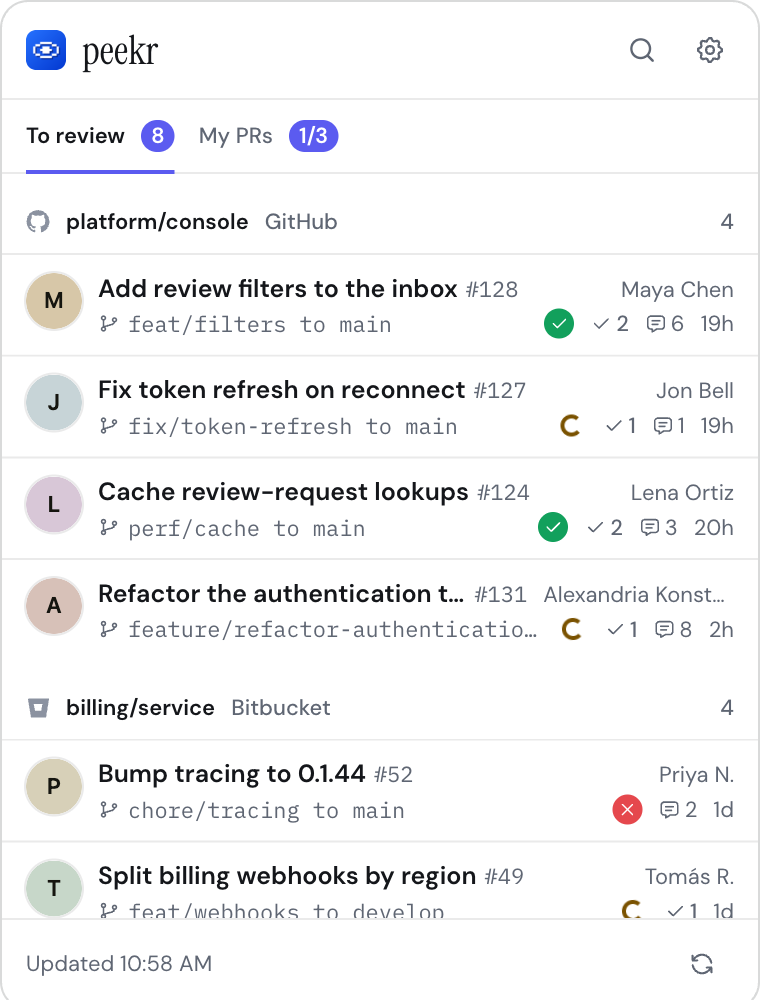 peekr
To review 8 My PRs 1/3
platform/console GitHub 4
M Add review filters to the inbox #128 Maya Chen
feat/filters to main 2 6 19h
J Fix token refresh on reconnect #127 Jon Bell
fix/token-refresh to main 1 1 19h
L Cache review-request lookups #124 Lena Ortiz
perf/cache to main 2 3 20h
A Refactor the authentication t... #131 Alexandria Konst...
feature/refactor-authenticatio... 1 8 2h
billing/service Bitbucket 4
P Bump tracing to 0.1.44 #52 Priya N.
chore/tracing to main 2 1d
T Split billing webhooks by region #49 Tomás R.
feat/webhooks to develop 1 1d
Updated 10:58 AM